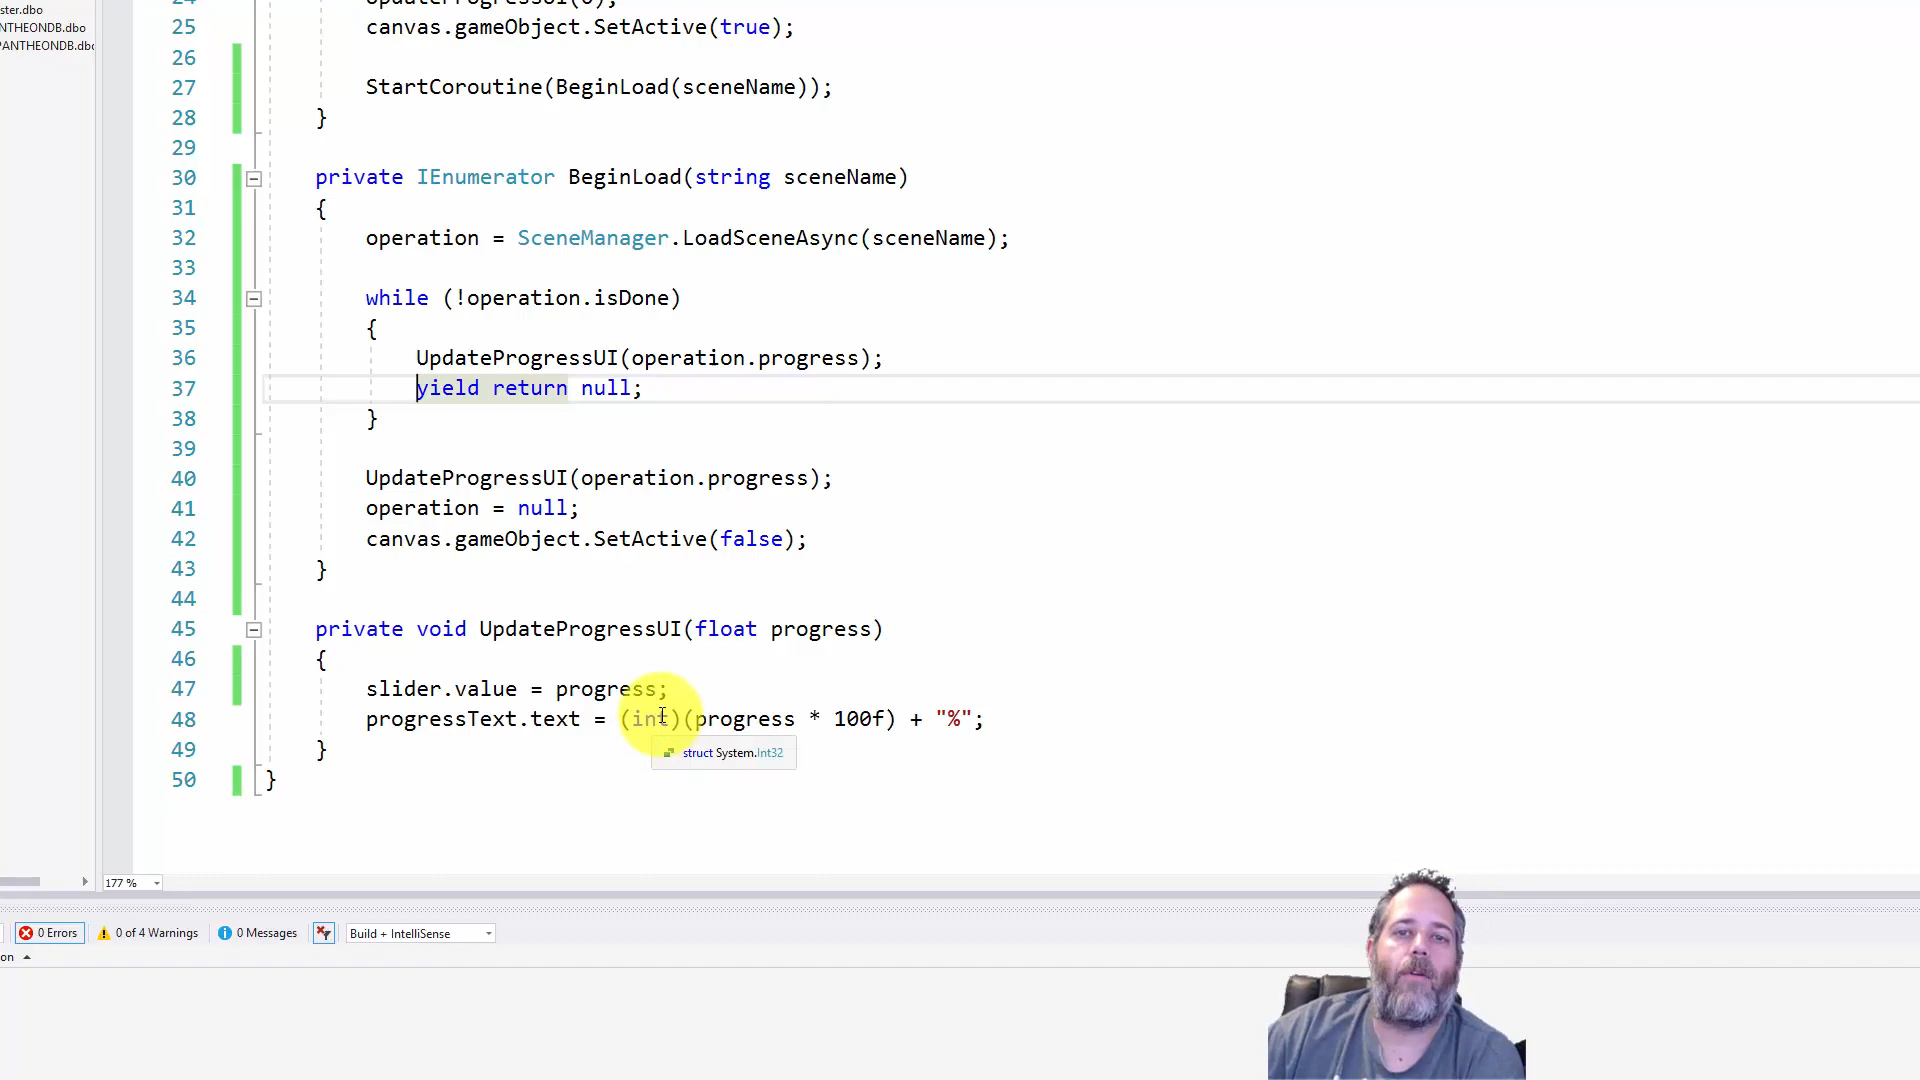 ster.dbo
NTHEONDB.dbo
PANTHEONDB.dbc
25 canvas.gameObject.SetActive(true);
26
27 StartCoroutine(BeginLoad(sceneName));
28 }
29
30 private IEnumerator BeginLoad(string sceneName)
31 {
32 operation = SceneManager.LoadSceneAsync(sceneName);
33
34 while (!operation.isDone)
35 {
36 UpdateProgressUI(operation.progress);
37 yield return null;
38 }
39
40 UpdateProgressUI(operation.progress);
41 operation = null;
42 canvas.gameObject.SetActive(false);
43 }
44
45 private void UpdateProgressUI(float progress)
46 {
47 slider.value = progress;
48 progressText.text = (int)(progress * 100f) + "%";
struct System.Int32
49 }
50 }
177 %
0 Errors
0 of 4 Warnings
0 Messages
Build + IntelliSense
on